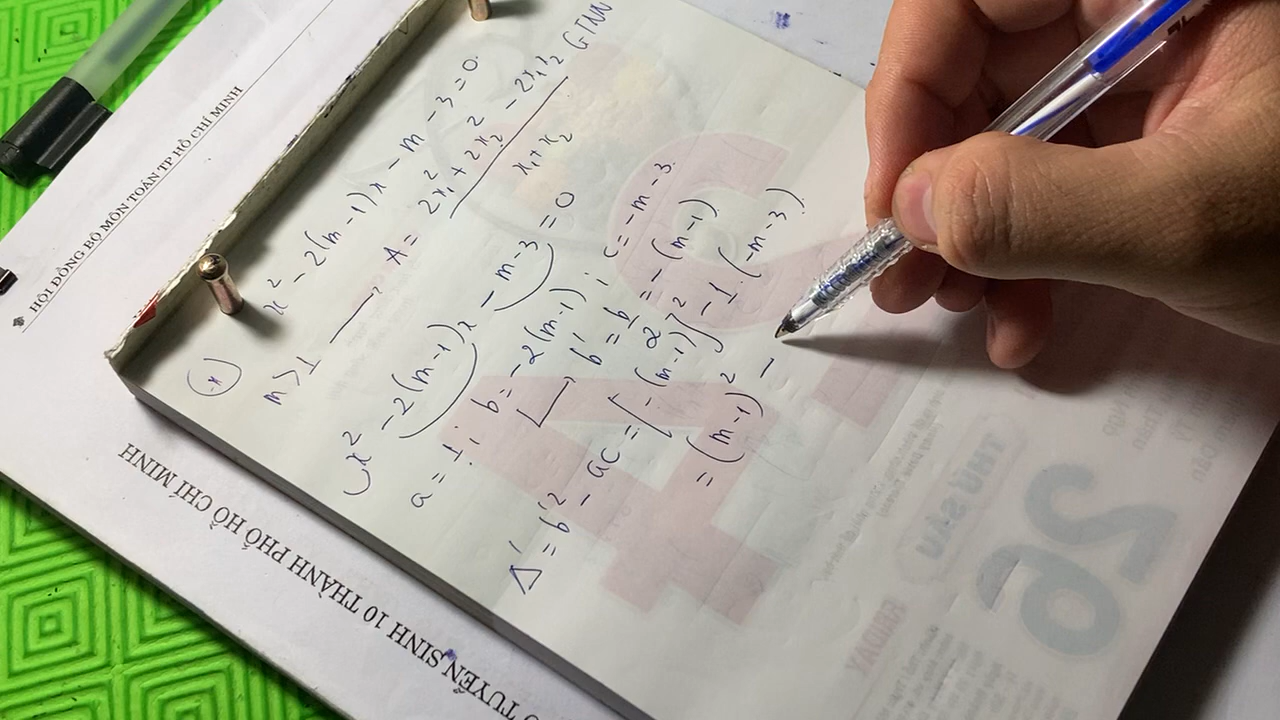 HỘI ĐỒNG BỘ MÔN TOÁN TP HỒ CHÍ MINH
x² - 2(m-1)x - m - 3 = 0
m > 1 → A = (2x₁² + 2x₂² - 2x₁x₂) / (x₁ + x₂) GTNN
x² - 2(m-1)x - m - 3 = 0
a = 1; b = -2(m-1); c = -m - 3.
b' = b/2 = -(m-1)
Δ' = b'² - ac = [-(m-1)]² - 1.(-m-3)
= (m-1)² -
TUYỂN SINH 10 THÀNH PHỐ HỒ CHÍ MINH
26